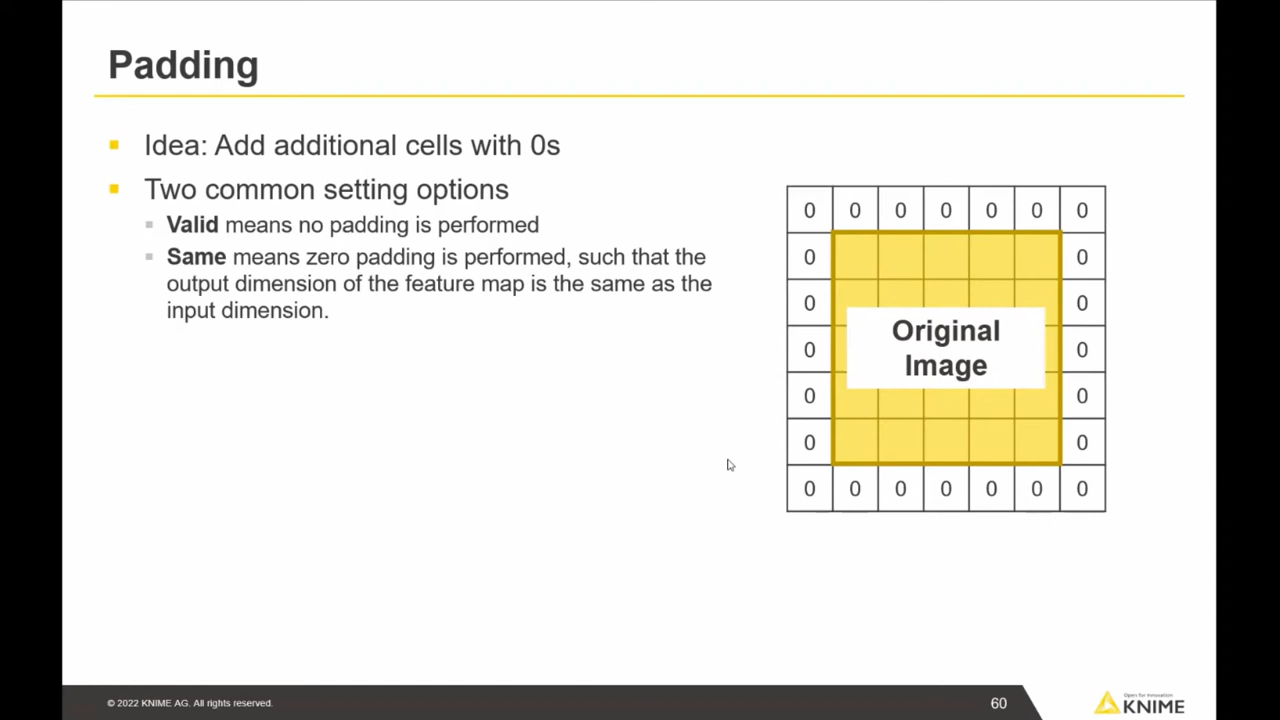 Padding
Idea: Add additional cells with 0s
Two common setting options
Valid means no padding is performed
Same means zero padding is performed, such that the
output dimension of the feature map is the same as the
input dimension.
0 0 0 0 0 0 0
0 0
0 0
0 0
0 0
0 0
0 0 0 0 0 0 0
Original
Image
© 2022 KNIME AG. All rights reserved.
60
Open for Innovation
KNIME